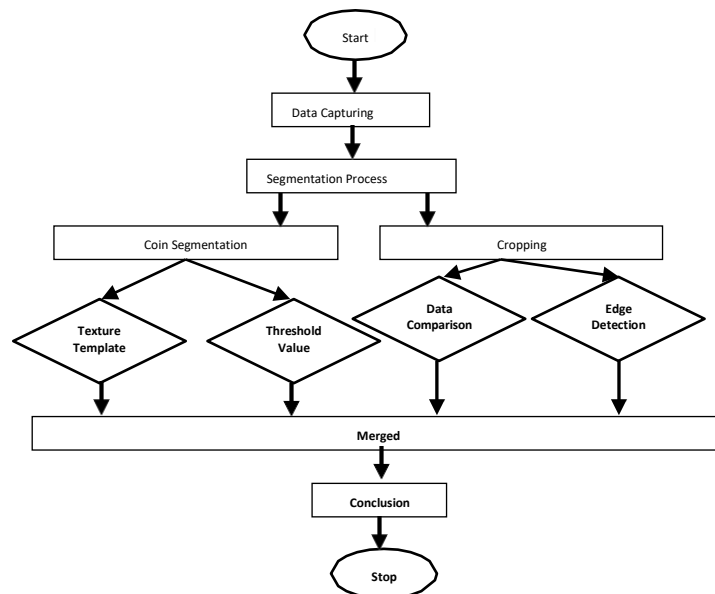 Start
Data Capturing
Segmentation Process
Coin Segmentation
Cropping
Texture
Template
Threshold
Value
Data
Comparison
Edge
Detection
Merged
Conclusion
Stop